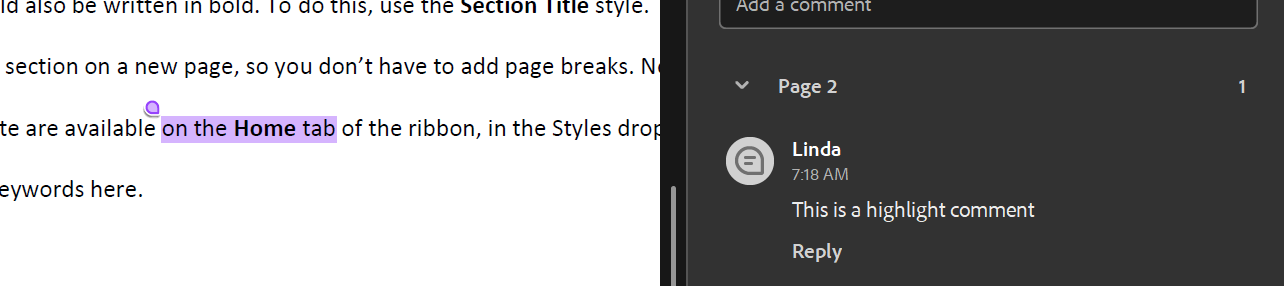 ld also be written in bold. To do this, use the Section Title style.
section on a new page, so you don’t have to add page breaks.
te are available on the Home tab of the ribbon, in the Styles drop
eywords here.
Add a comment
Page 2
1
Linda
7:18 AM
This is a highlight comment
Reply